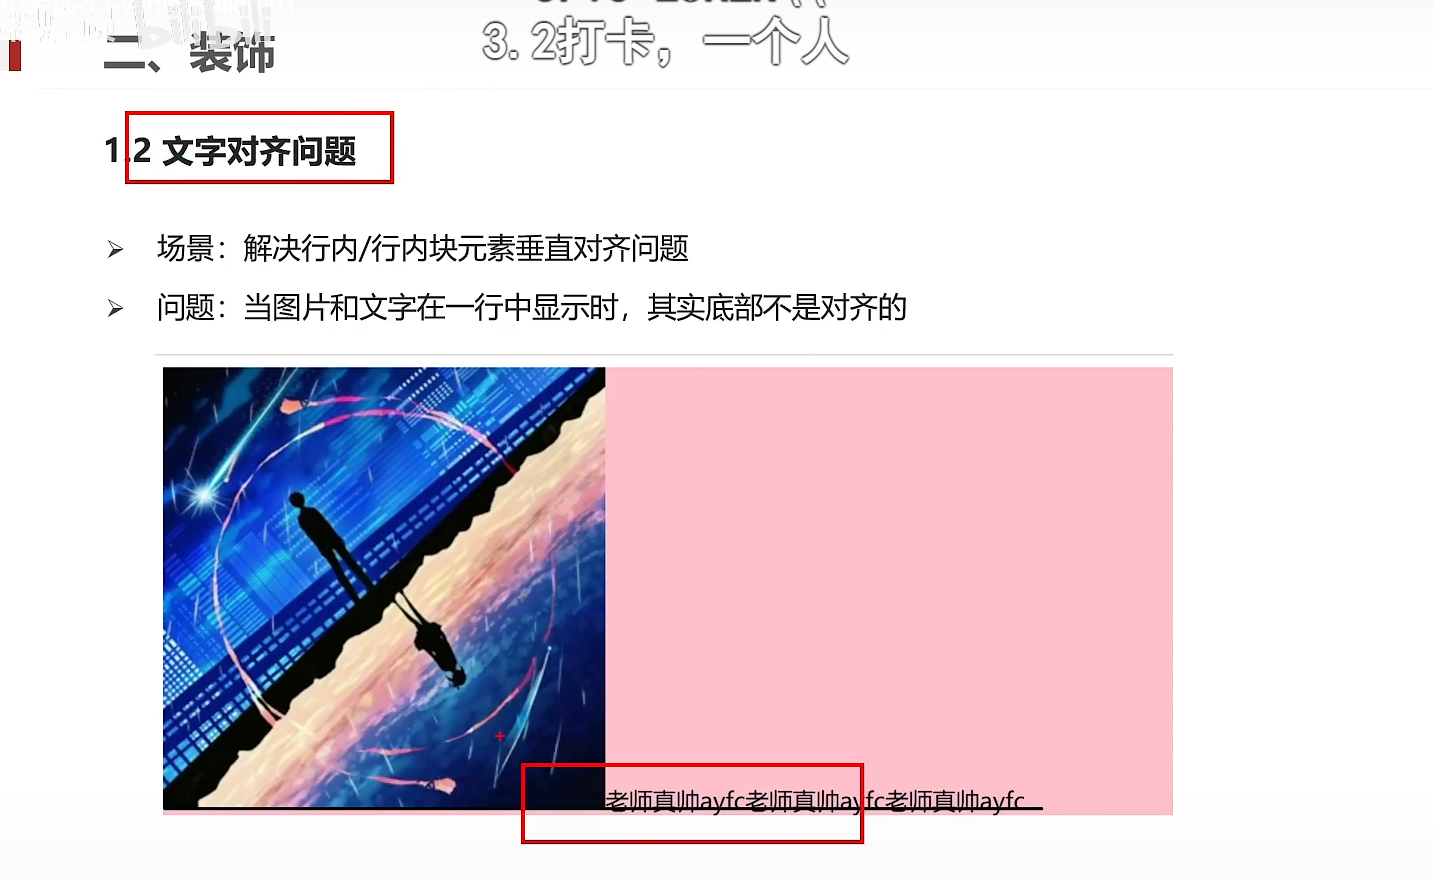 3. 2打卡，一个人
二、装饰
1.2 文字对齐问题
➢ 场景：解决行内/行内块元素垂直对齐问题
➢ 问题：当图片和文字在一行中显示时，其实底部不是对齐的
老师真帅ayfc老师真帅ayfc老师真帅ayfc